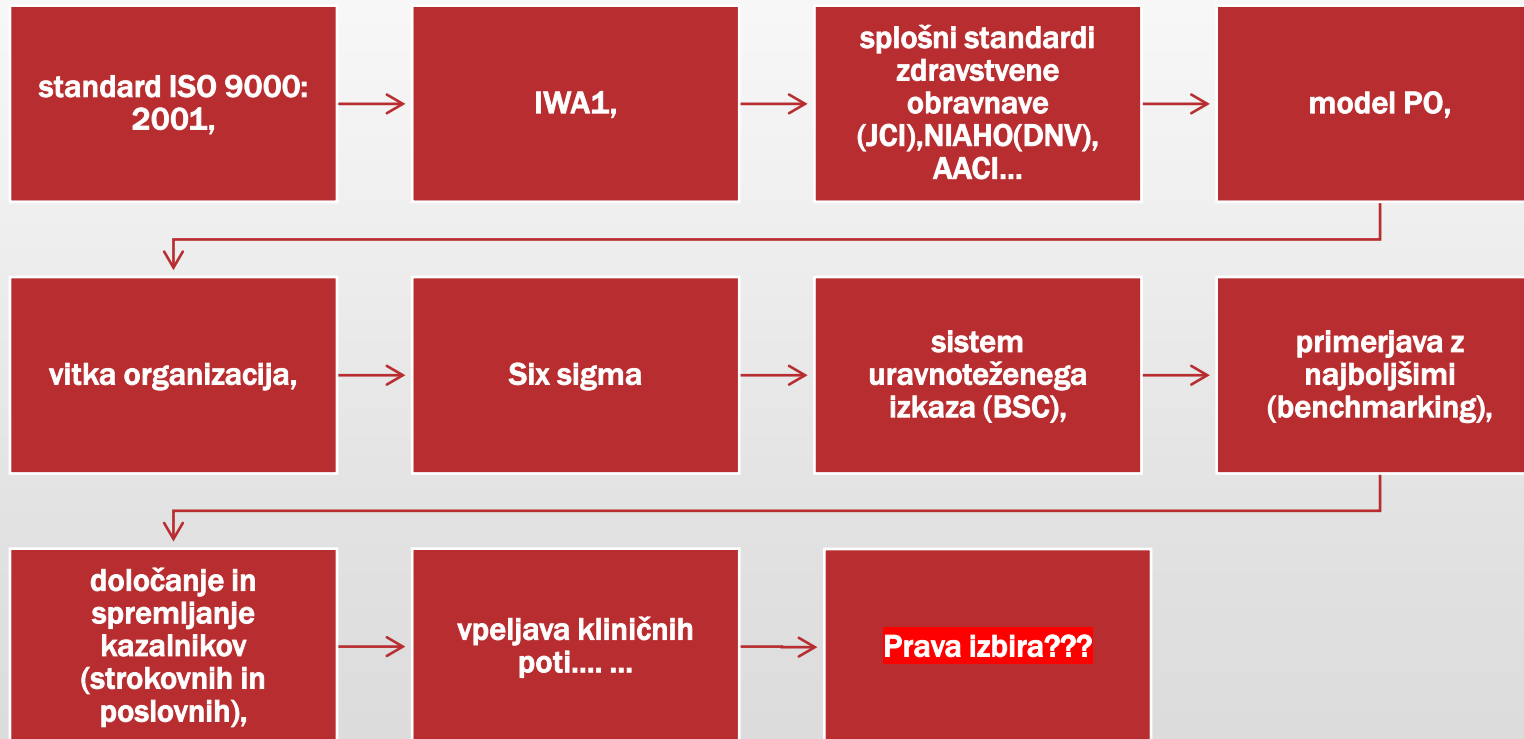 standard ISO 9000:
2001,
IWA1,
splošni standardi
zdravstvene
obravnave
(JCI),NIAHO(DNV),
AACI...
model PO,
vitka organizacija,
Six sigma
sistem
uravnoteženega
izkaza (BSC),
primerjava z
najboljšimi
(benchmarking),
določanje in
spremljanje
kazalnikov
(strokovnih in
poslovnih),
vpeljava kliničnih
poti.... ...
Prava izbira???